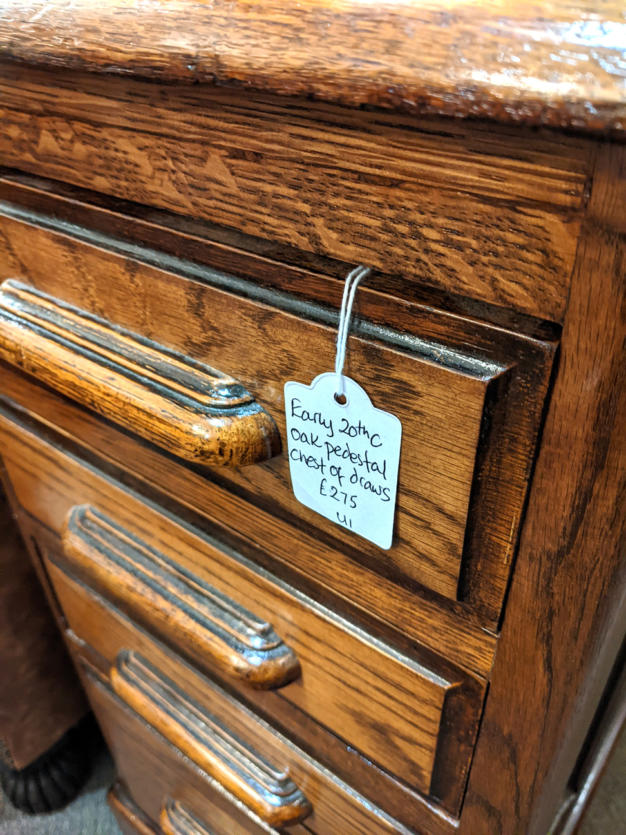 Early 20thC
oak pedestal
chest of draws
£275
U1